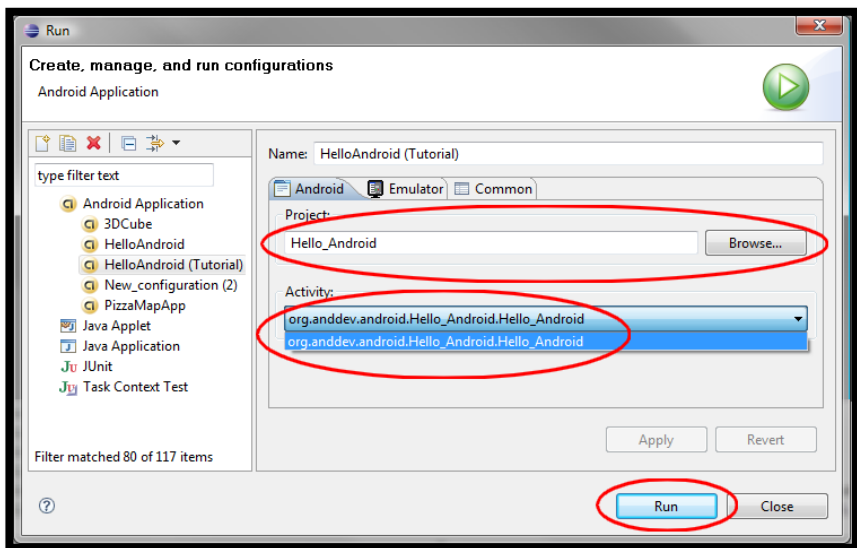 Run
Create, manage, and run configurations
Android Application
type filter text
Android Application
3DCube
HelloAndroid
HelloAndroid (Tutorial)
New_configuration (2)
PizzaMapApp
Java Applet
Java Application
JUnit
Task Context Test
Filter matched 80 of 117 items
Name: HelloAndroid (Tutorial)
Android Emulator Common
Project:
Hello_Android Browse...
Activity:
org.anddev.android.Hello_Android.Hello_Android
org.anddev.android.Hello_Android.Hello_Android
Apply Revert
Run Close